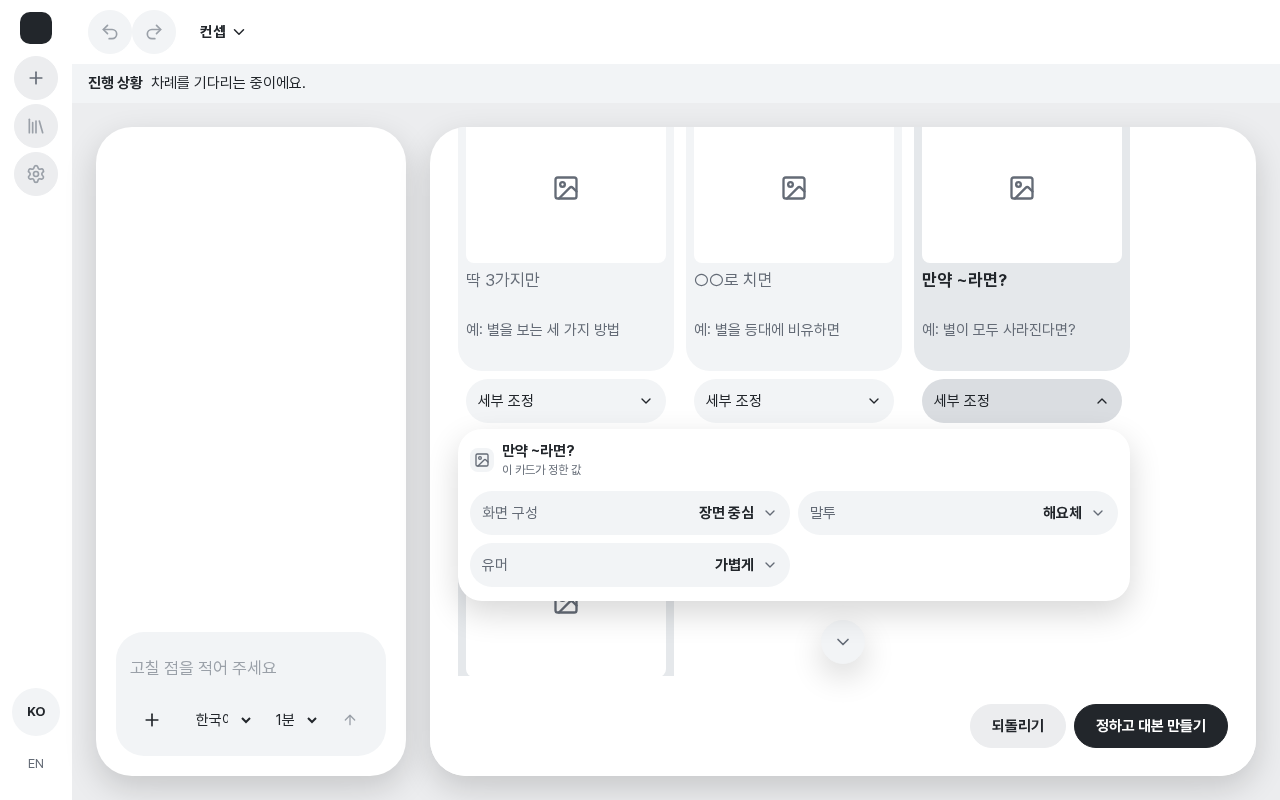 컨셉
진행 상황 차례를 기다리는 중이에요.
딱 3가지만
○○로 치면
만약 ~라면?
예: 별을 보는 세 가지 방법
예: 별을 등대에 비유하면
예: 별이 모두 사라진다면?
세부 조정
세부 조정
세부 조정
만약 ~라면?
이 카드가 정한 값
화면 구성 장면 중심
말투 해요체
유머 가볍게
고칠 점을 적어 주세요
1분
되돌리기
정하고 대본 만들기
KO
EN